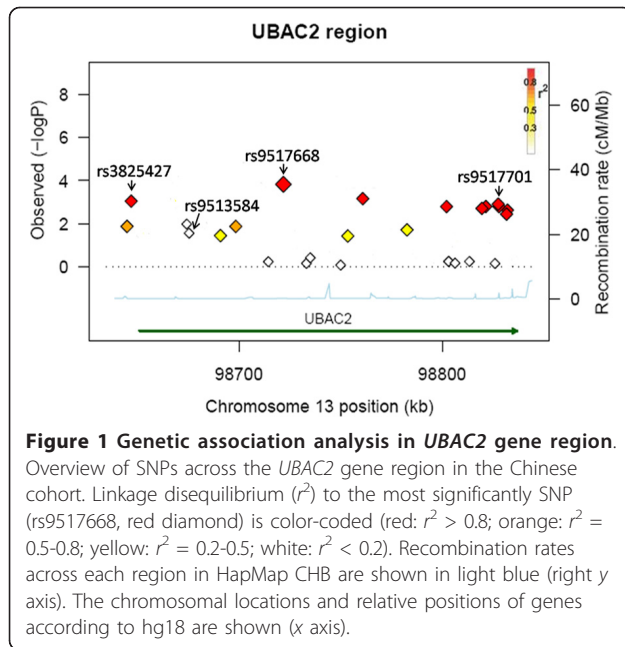 UBAC2 region
Observed (−logP)
8
6
4
2
0
rs3825427
rs9513584
rs9517668
rs9517701
0.8
0.5
0.3
r2
60
40
20
0
Recombination rate (cM/Mb)
UBAC2
98700
98800
Chromosome 13 position (kb)
Figure 1 Genetic association analysis in UBAC2 gene region.
Overview of SNPs across the UBAC2 gene region in the Chinese
cohort. Linkage disequilibrium (r2) to the most significantly SNP
(rs9517668, red diamond) is color-coded (red: r2 > 0.8; orange: r2 =
0.5-0.8; yellow: r2 = 0.2-0.5; white: r2 < 0.2). Recombination rates
across each region in HapMap CHB are shown in light blue (right y
axis). The chromosomal locations and relative positions of genes
according to hg18 are shown (x axis).